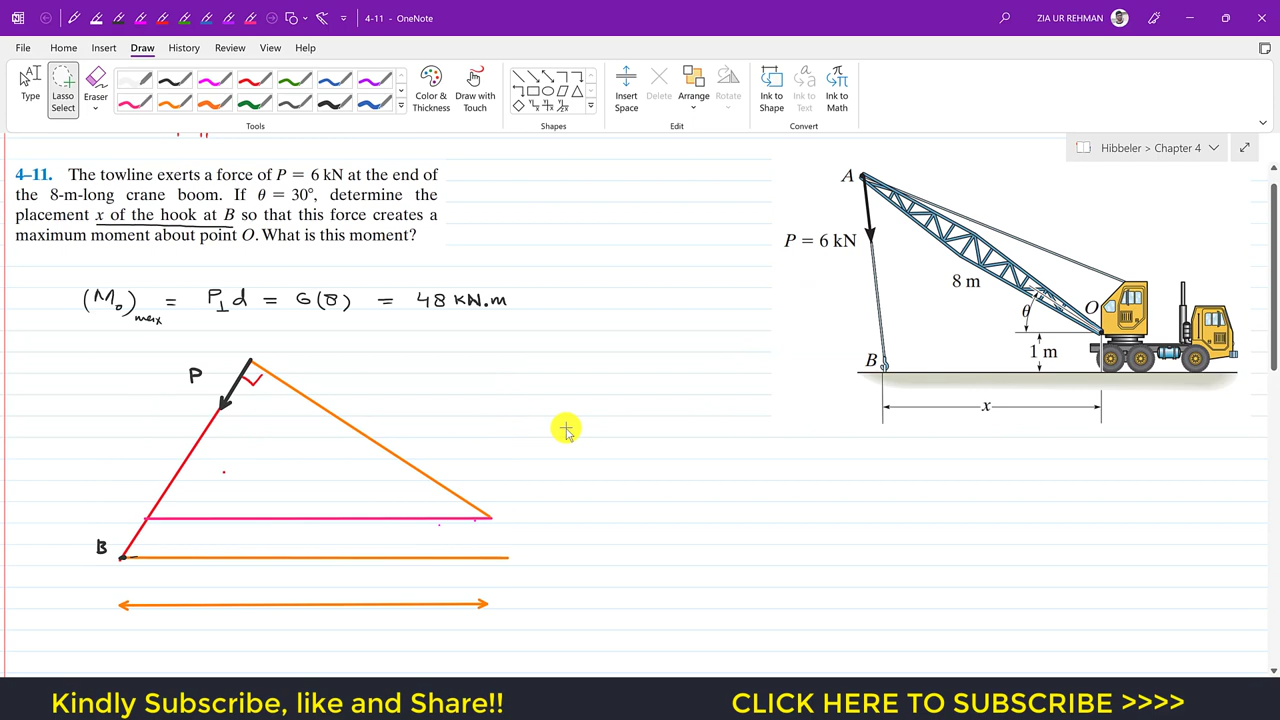 4-11 - OneNote
ZIA UR REHMAN
File Home Insert Draw History Review View Help
Type
Lasso Select
Eraser
Color & Thickness
Draw with Touch
Insert Space
Delete
Arrange
Rotate
Ink to Shape
Ink to Text
Ink to Math
Tools
Shapes
Edit
Convert
Hibbeler > Chapter 4
4–11. The towline exerts a force of P = 6 kN at the end of
the 8-m-long crane boom. If θ = 30°, determine the
placement x of the hook at B so that this force creates a
maximum moment about point O. What is this moment?
(M₀)max = P⊥ d = 6(8) = 48 kN.m
P
B
A
P = 6 kN
8 m
θ
O
1 m
B
x
Kindly Subscribe, like and Share!!
CLICK HERE TO SUBSCRIBE >>>>